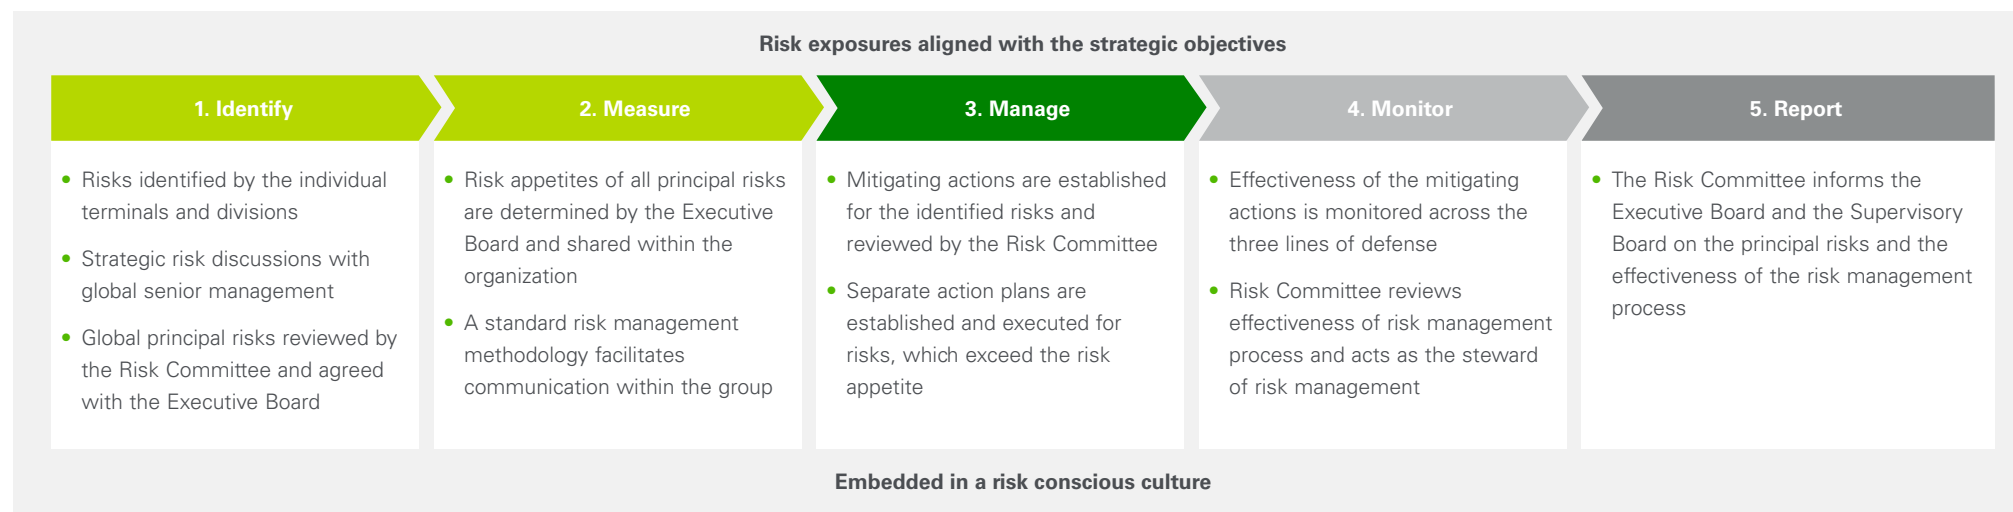 Risk exposures aligned with the strategic objectives
1. Identify
• Risks identified by the individual
terminals and divisions
• Strategic risk discussions with
global senior management
• Global principal risks reviewed by
the Risk Committee and agreed
with the Executive Board
2. Measure
• Risk appetites of all principal risks
are determined by the Executive
Board and shared within the
organization
• A standard risk management
methodology facilitates
communication within the group
3. Manage
• Mitigating actions are established
for the identified risks and
reviewed by the Risk Committee
• Separate action plans are
established and executed for
risks, which exceed the risk
appetite
4. Monitor
• Effectiveness of the mitigating
actions is monitored across the
three lines of defense
• Risk Committee reviews
effectiveness of risk management
process and acts as the steward
of risk management
5. Report
• The Risk Committee informs the
Executive Board and the Supervisory
Board on the principal risks and the
effectiveness of the risk management
process
Embedded in a risk conscious culture